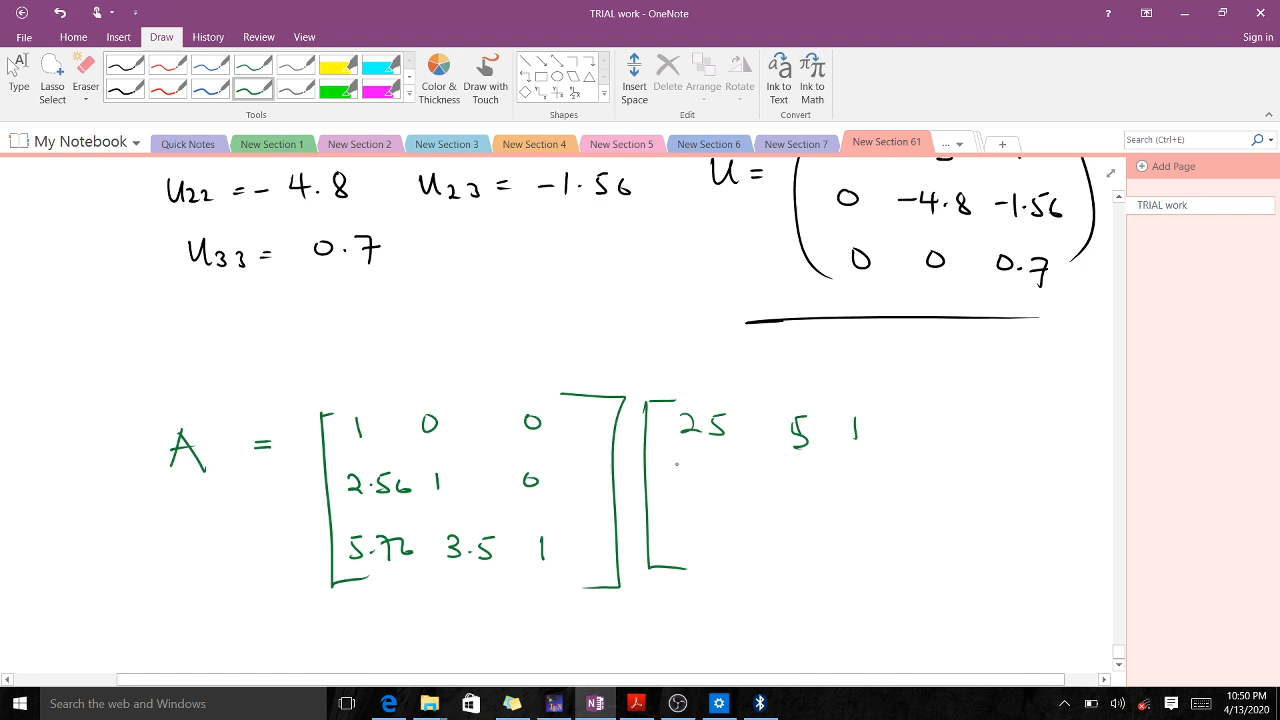 TRIAL work - OneNote
File Home Insert Draw History Review View Sign in
Type Lasso Select Eraser Color & Thickness Draw with Touch Insert Space Delete Arrange Rotate Ink to Text Ink to Math
Tools Shapes Edit Convert
My Notebook Quick Notes New Section 1 New Section 2 New Section 3 New Section 4 New Section 5 New Section 6 New Section 7 New Section 61 ... Search (Ctrl+E)
Add Page
TRIAL work
u22 = - 4.8 u23 = -1.56 U =
0 -4.8 -1.56
u33 = 0.7
0 0 0.7
A = 1 0 0 25 5 1
2.56 1 0
5.76 3.5 1
Search the web and Windows
10:50 PM
4/13/2020